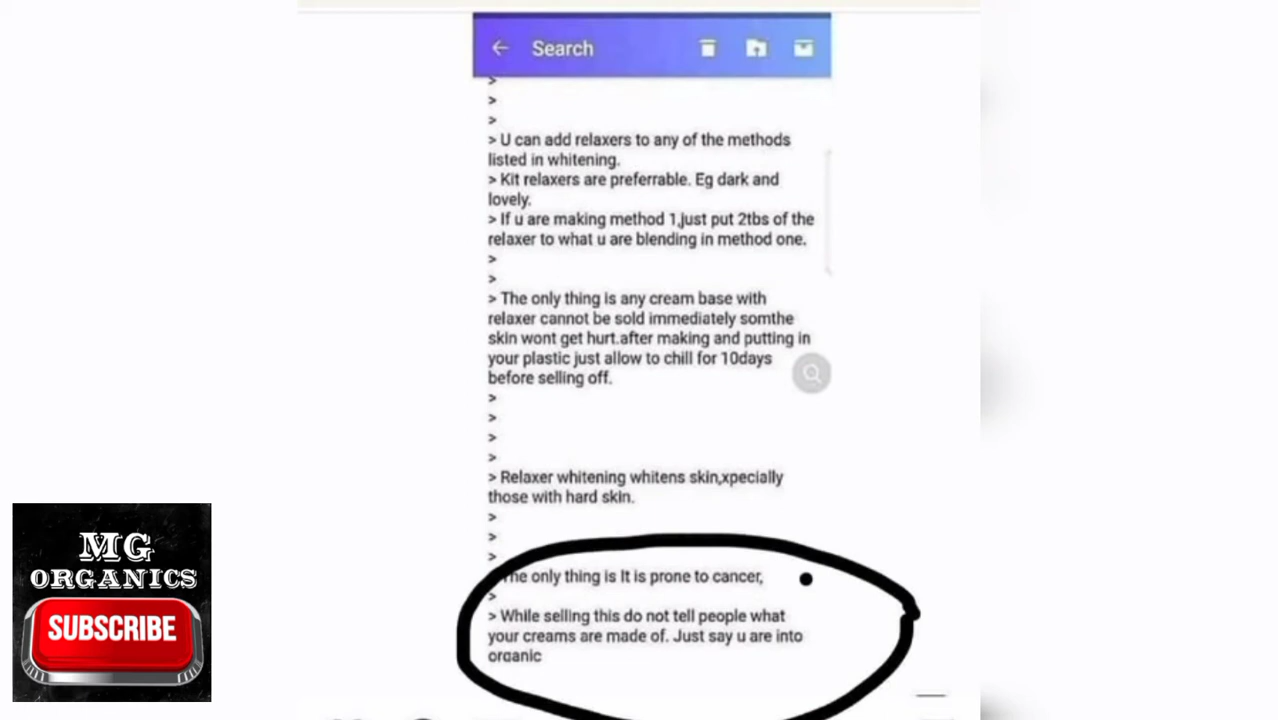 Search
>
>
>
> U can add relaxers to any of the methods
listed in whitening.
> Kit relaxers are preferrable. Eg dark and
lovely.
> If u are making method 1,just put 2tbs of the
relaxer to what u are blending in method one.
>
>
> The only thing is any cream base with
relaxer cannot be sold immediately somthe
skin wont get hurt.after making and putting in
your plastic just allow to chill for 10days
before selling off.
>
>
>
>
> Relaxer whitening whitens skin,xpecially
those with hard skin.
>
>
>
The only thing is It is prone to cancer,
>
> While selling this do not tell people what
your creams are made of. Just say u are into
organic
MG
ORGANICS
SUBSCRIBE